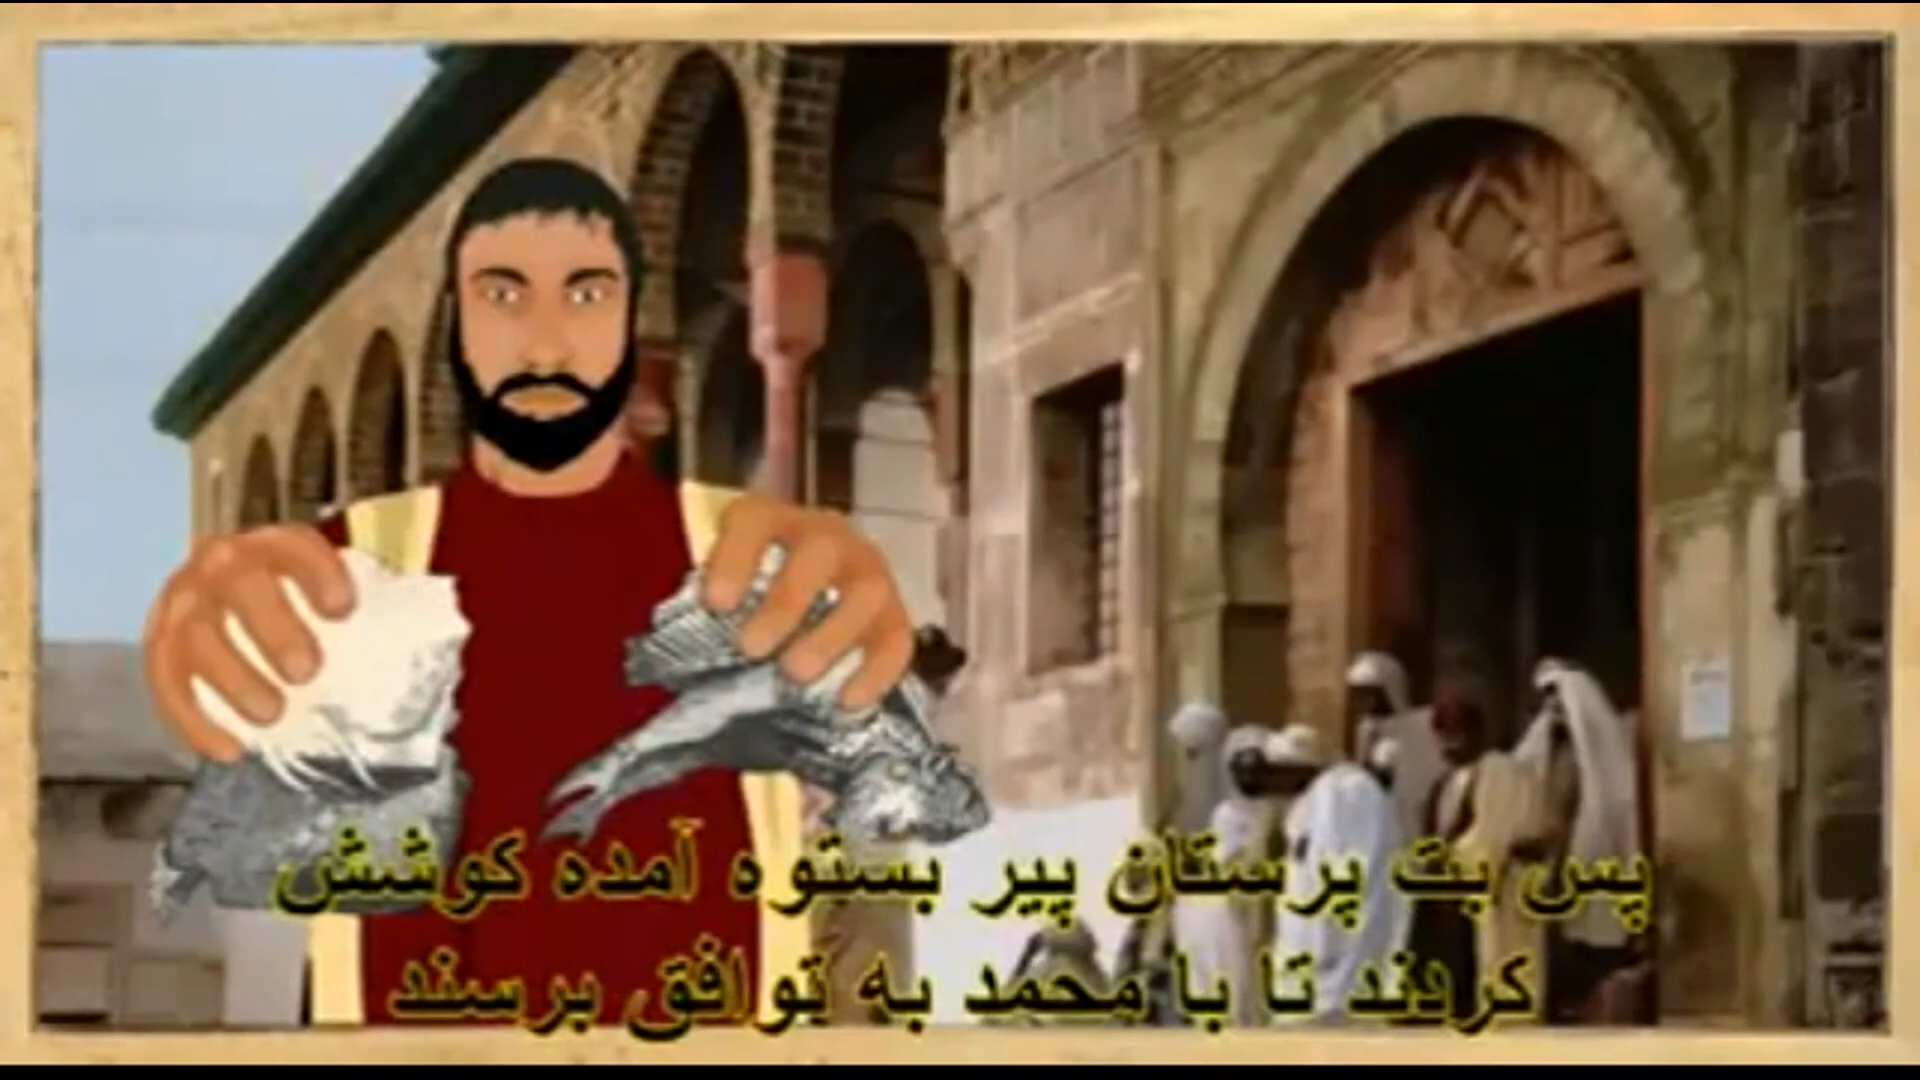 پس بت پرستان پیر بستوه آمده کوشش
کردند تا با محمد به توافق برسند